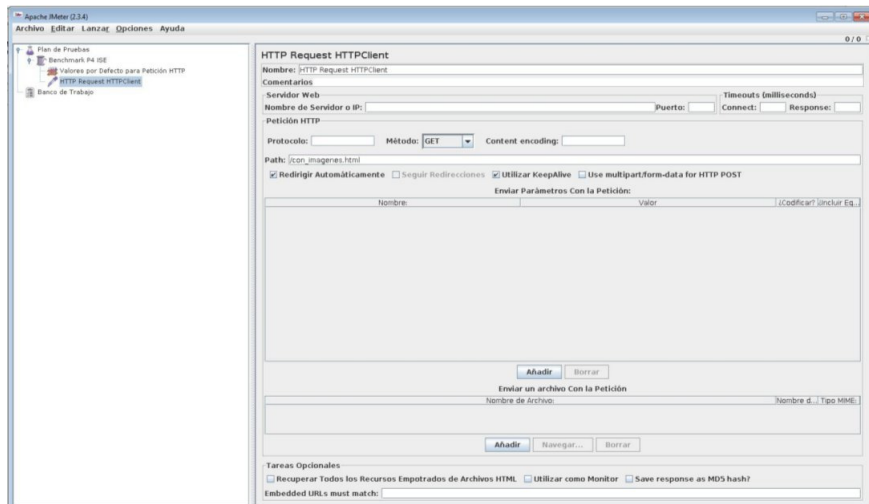 Apache JMeter (2.3.4)
Archivo Editar Lanzar Opciones Ayuda
0 / 0
Plan de Pruebas
Benchmark P4 ISE
Valores por Defecto para Petición HTTP
HTTP Request HTTPClient
Banco de Trabajo
HTTP Request HTTPClient
Nombre: HTTP Request HTTPClient
Comentarios
Servidor Web
Timeouts (milliseconds)
Nombre de Servidor o IP: Puerto: Connect: Response:
Petición HTTP
Protocolo: Método: GET Content encoding:
Path: /con_imagenes.html
Redirigir Automáticamente Seguir Redirecciones Utilizar KeepAlive Use multipart/form-data for HTTP POST
Enviar Parámetros Con la Petición:
Nombre: Valor ¿Codificar? ¿Incluir Eq...
Añadir Borrar
Enviar un archivo Con la Petición
Nombre de Archivo: Nombre d... Tipo MIME:
Añadir Navegar... Borrar
Tareas Opcionales
Recuperar Todos los Recursos Empotrados de Archivos HTML Utilizar como Monitor Save response as MD5 hash?
Embedded URLs must match: